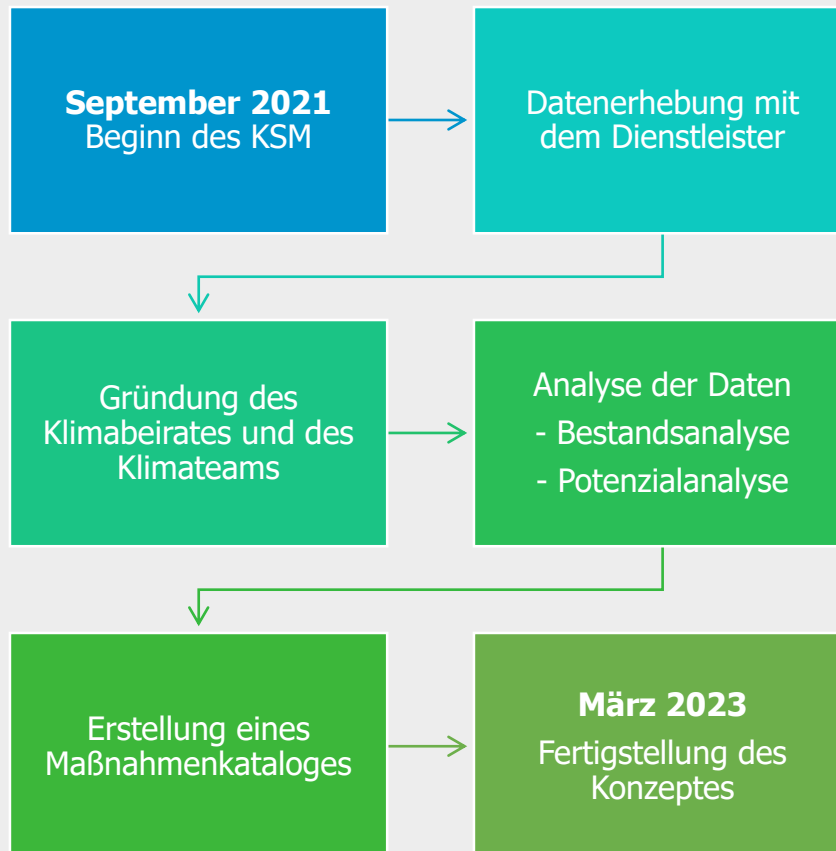 September 2021
Beginn des KSM
Datenerhebung mit
dem Dienstleister
Gründung des
Klimabeirates und des
Klimateams
Analyse der Daten
- Bestandsanalyse
- Potenzialanalyse
Erstellung eines
Maßnahmenkataloges
März 2023
Fertigstellung des
Konzeptes